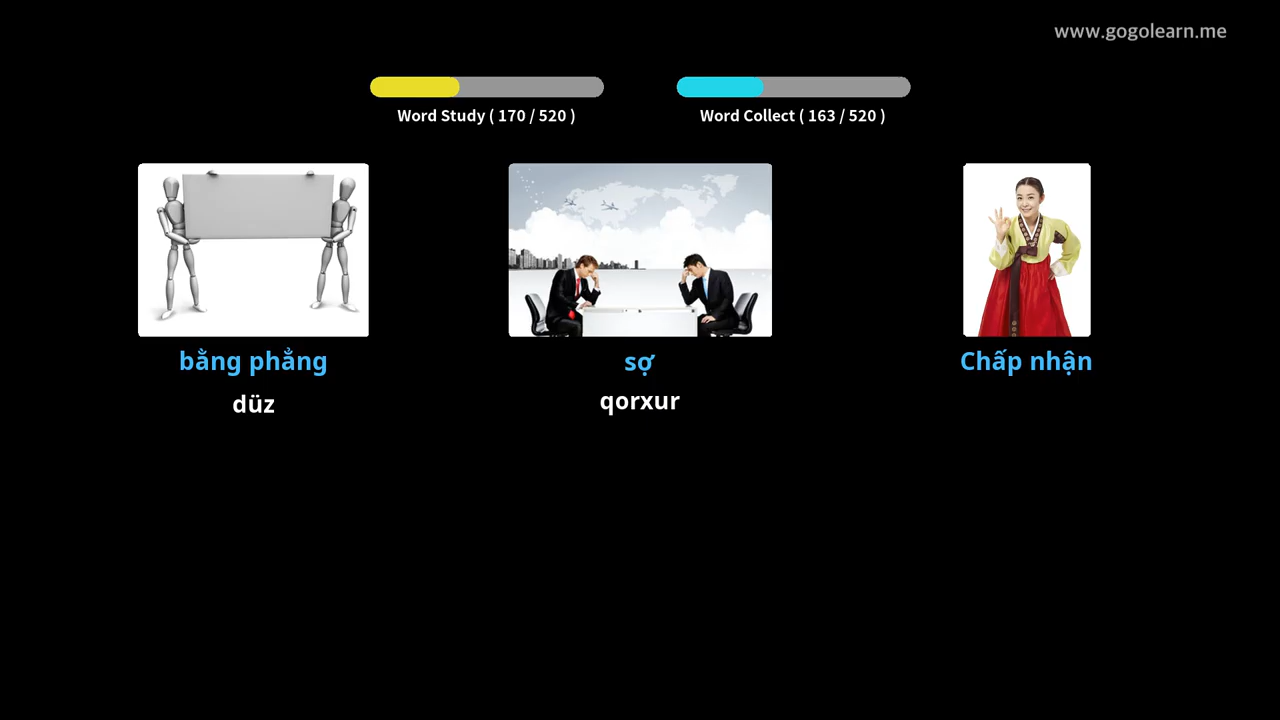 www.gogolearn.me
Word Study ( 170 / 520 )
Word Collect ( 163 / 520 )
bằng phẳng
sợ
Chấp nhận
düz
qorxur